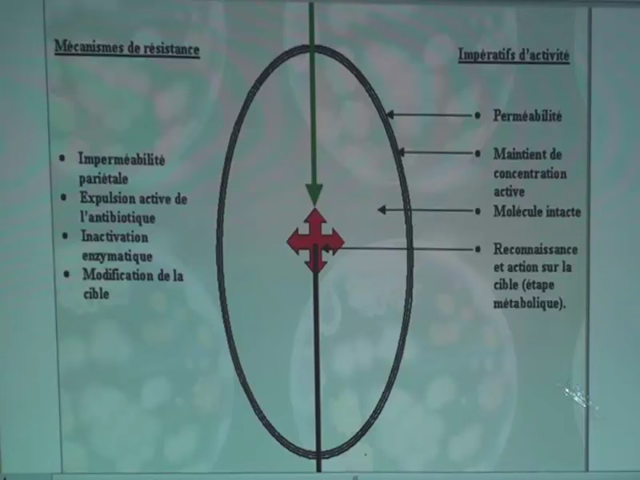 Mécanismes de résistance
• Imperméabilité
pariétale
• Expulsion active de
l'antibiotique
• Inactivation
enzymatique
• Modification de la
cible
Impératifs d'activité
• Perméabilité
• Maintient de
concentration
active
• Molécule intacte
• Reconnaissance
et action sur la
cible (étape
métabolique).